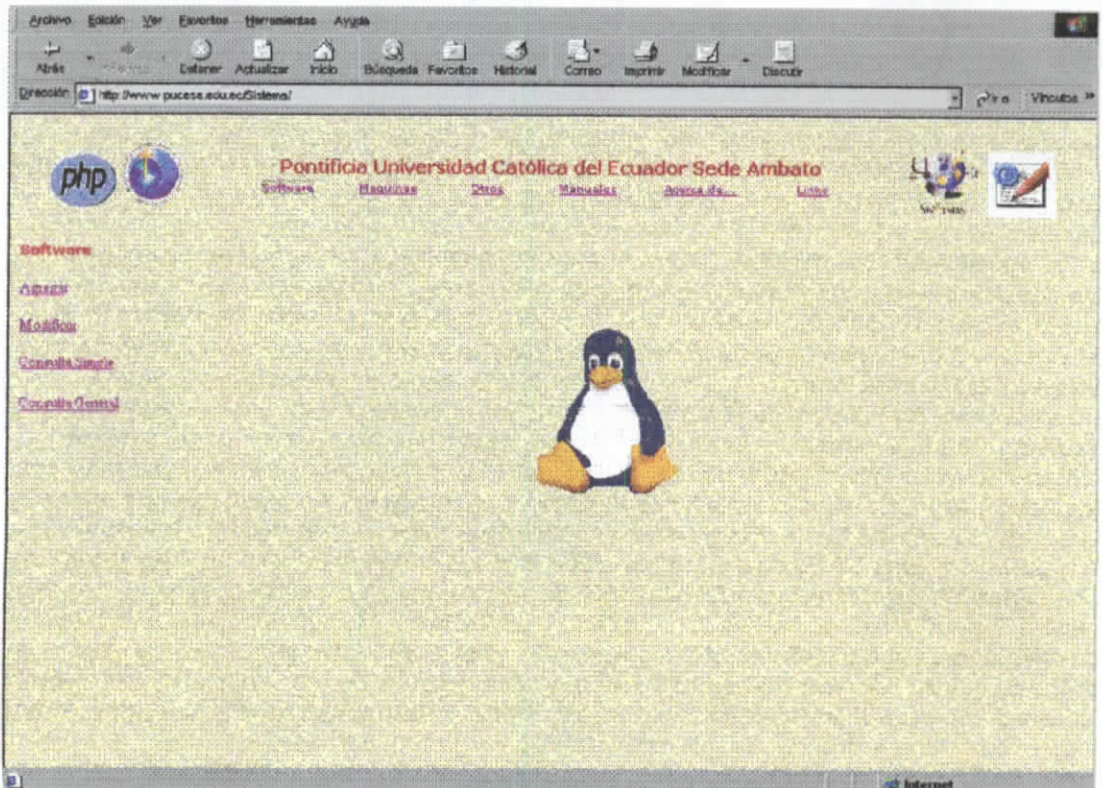 Archivo Edición Ver Favoritos Herramientas Ayuda
Atrás Detener Actualizar Inicio Búsqueda Favoritos Historial Correo Imprimir Modificar Discutir
Dirección http://www.pucesa.edu.ec/Sistema/ Ir a Vínculos »
php
Pontificia Universidad Católica del Ecuador Sede Ambato
Software Maquinas Otros Manuales Acerca de... Links
Software
Agregar
Modificar
Consulta Simple
Consulta General
Internet